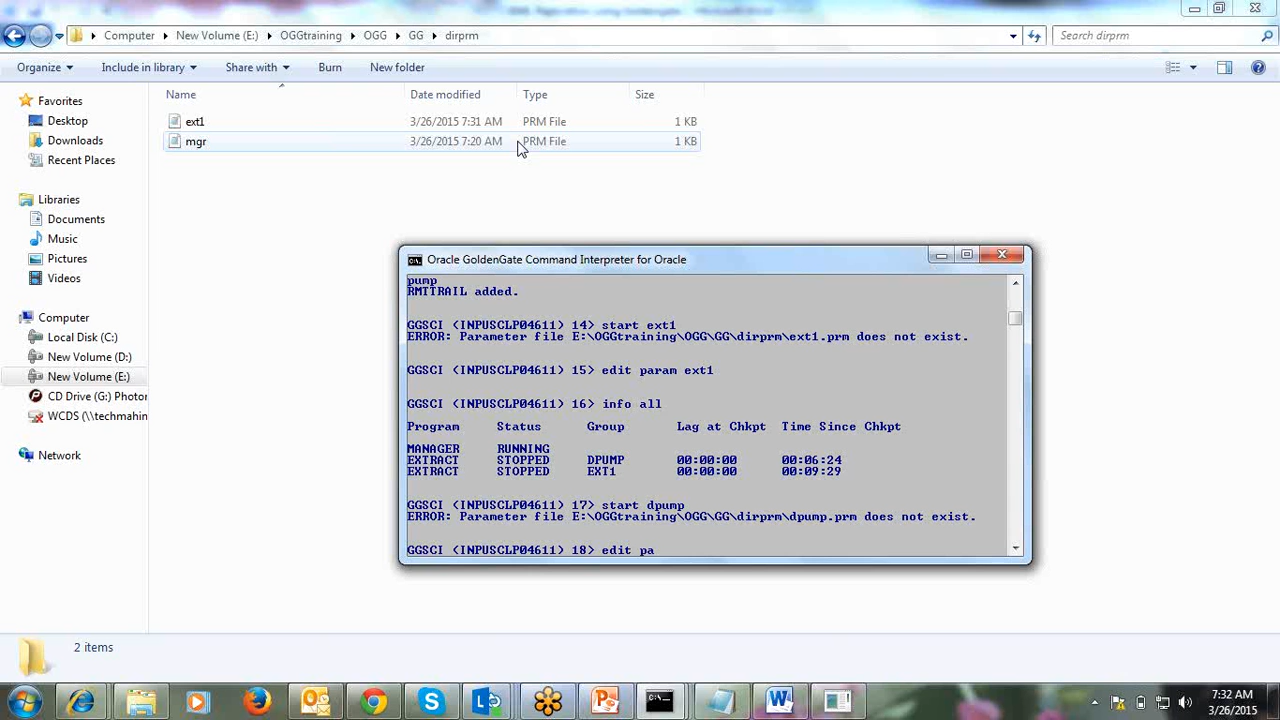 Computer
New Volume (E:)
OGGtraining
OGG
GG
dirprm
Search dirprm
Organize
Include in library
Share with
Burn
New folder
Name
Date modified
Type
Size
ext1
3/26/2015 7:31 AM
PRM File
1 KB
mgr
3/26/2015 7:20 AM
PRM File
1 KB
Favorites
Desktop
Downloads
Recent Places
Libraries
Documents
Music
Pictures
Videos
Computer
Local Disk (C:)
New Volume (D:)
New Volume (E:)
CD Drive (G:) Photor
WCDS (\\techmahin
Network
Oracle GoldenGate Command Interpreter for Oracle
pump
RMTTRAIL added.
GGSCI (INPUSCLP04611) 14> start ext1
ERROR: Parameter file E:\OGGtraining\OGG\GG\dirprm\ext1.prm does not exist.
GGSCI (INPUSCLP04611) 15> edit param ext1
GGSCI (INPUSCLP04611) 16> info all
Program Status Group Lag at Chkpt Time Since Chkpt
MANAGER RUNNING
EXTRACT STOPPED DPUMP 00:00:00 00:06:24
EXTRACT STOPPED EXT1 00:00:00 00:09:29
GGSCI (INPUSCLP04611) 17> start dpump
ERROR: Parameter file E:\OGGtraining\OGG\GG\dirprm\dpump.prm does not exist.
GGSCI (INPUSCLP04611) 18> edit pa
2 items
7:32 AM
3/26/2015